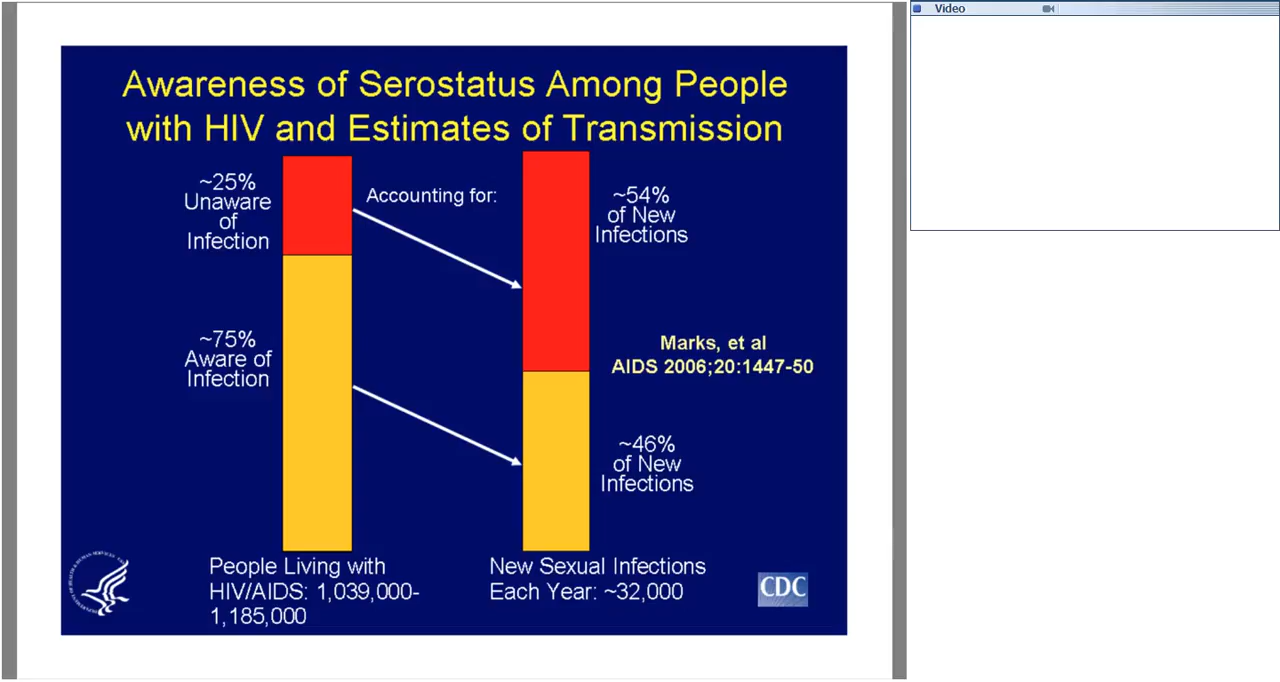 Video
Awareness of Serostatus Among People
with HIV and Estimates of Transmission
~25%
Unaware
of
Infection
Accounting for:
~54%
of New
Infections
~75%
Aware of
Infection
Marks, et al
AIDS 2006;20:1447-50
~46%
of New
Infections
People Living with
HIV/AIDS: 1,039,000-
1,185,000
New Sexual Infections
Each Year: ~32,000
CDC